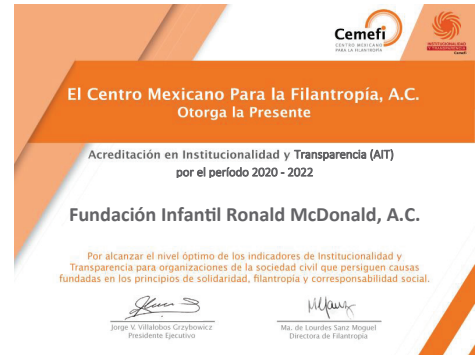 Cemefi
CENTRO MEXICANO
PARA LA FILANTROPÍA
INSTITUCIONALIDAD
Y TRANSPARENCIA
Cemefi
El Centro Mexicano Para la Filantropía, A.C.
Otorga la Presente
Acreditación en Institucionalidad y Transparencia (AIT)
por el período 2020 - 2022
Fundación Infantil Ronald McDonald, A.C.
Por alcanzar el nivel óptimo de los indicadores de Institucionalidad y
Transparencia para organizaciones de la sociedad civil que persiguen causas
fundadas en los principios de solidaridad, filantropía y corresponsabilidad social.
Jorge V. Villalobos Grzybowicz
Presidente Ejecutivo
Ma. de Lourdes Sanz Moguel
Directora de Filantropia